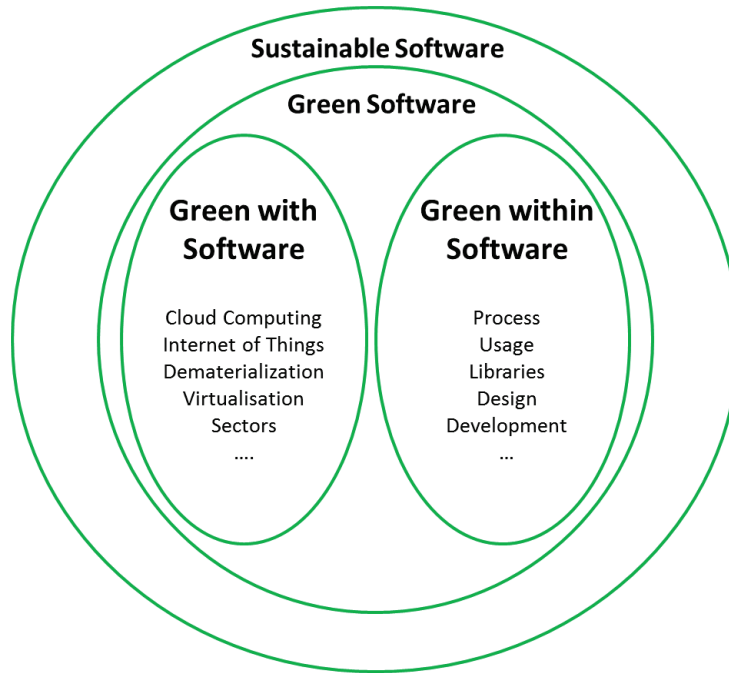 Sustainable Software
Green Software
Green with
Software
Cloud Computing
Internet of Things
Dematerialization
Virtualisation
Sectors
....
Green within
Software
Process
Usage
Libraries
Design
Development
...